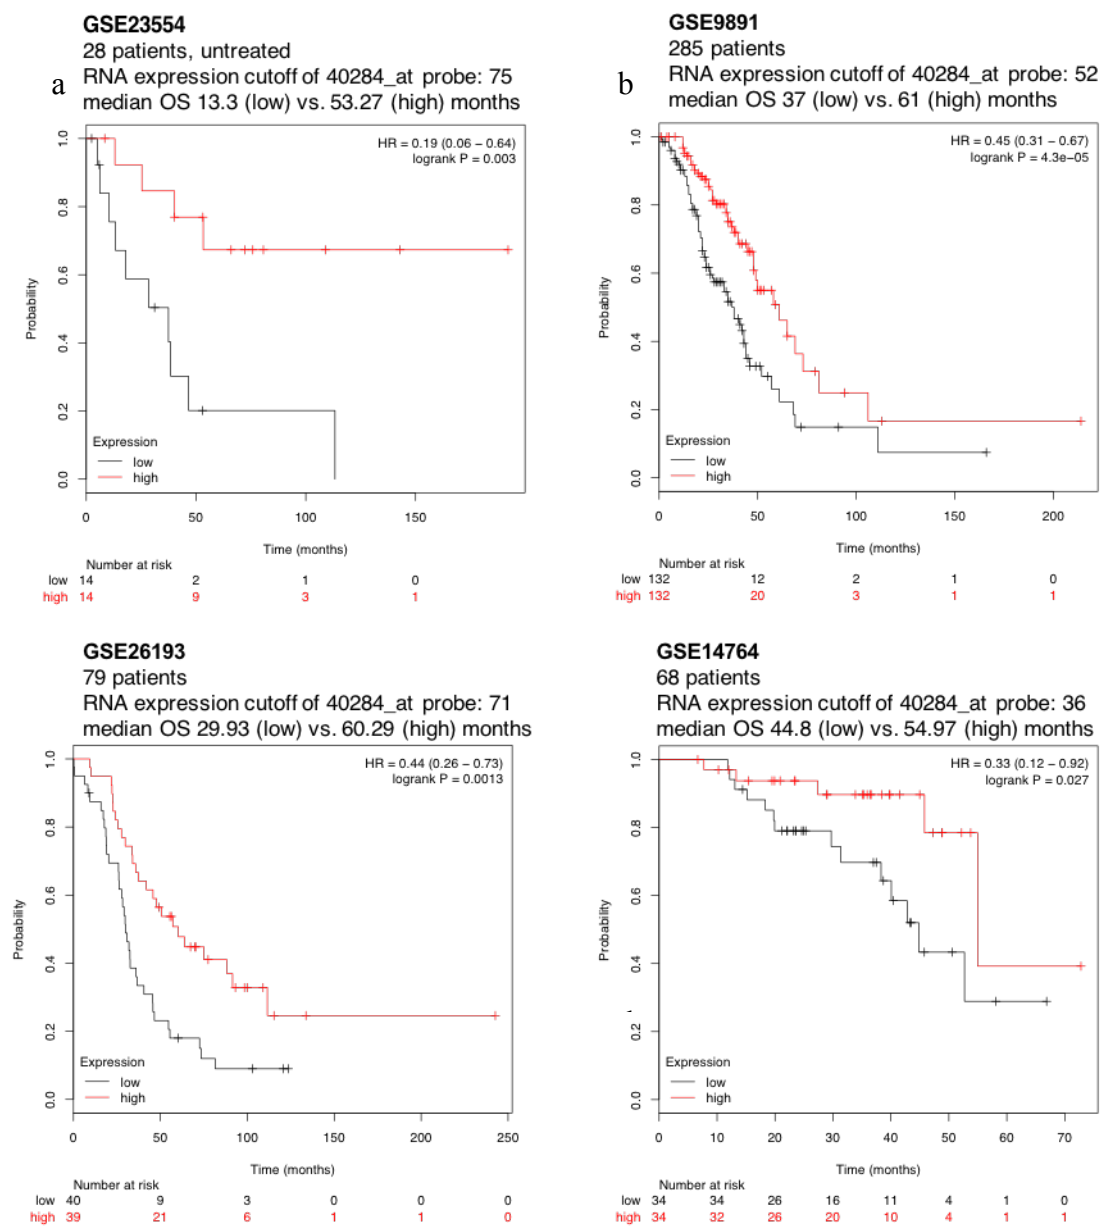 GSE23554
28 patients, untreated
a RNA expression cutoff of 40284_at probe: 75
median OS 13.3 (low) vs. 53.27 (high) months
HR = 0.19 (0.06 – 0.64)
logrank P = 0.003
Probability
1.0
0.8
0.6
0.4
0.2
0.0
Expression
low
high
0 50 100 150
Time (months)
Number at risk
low 14 2 1 0
high 14 9 3 1
GSE9891
285 patients
b RNA expression cutoff of 40284_at probe: 52
median OS 37 (low) vs. 61 (high) months
HR = 0.45 (0.31 – 0.67)
logrank P = 4.3e−05
Probability
1.0
0.8
0.6
0.4
0.2
0.0
Expression
low
high
0 50 100 150 200
Time (months)
Number at risk
low 132 12 2 1 0
high 132 20 3 1 1
GSE26193
79 patients
RNA expression cutoff of 40284_at probe: 71
median OS 29.93 (low) vs. 60.29 (high) months
HR = 0.44 (0.26 – 0.73)
logrank P = 0.0013
Probability
1.0
0.8
0.6
0.4
0.2
0.0
Expression
low
high
0 50 100 150 200 250
Time (months)
Number at risk
low 40 9 3 0 0 0
high 39 21 6 1 1 0
GSE14764
68 patients
RNA expression cutoff of 40284_at probe: 36
median OS 44.8 (low) vs. 54.97 (high) months
HR = 0.33 (0.12 – 0.92)
logrank P = 0.027
Probability
1.0
0.8
0.6
0.4
0.2
0.0
Expression
low
high
0 10 20 30 40 50 60 70
Time (months)
Number at risk
low 34 34 26 16 11 4 1 0
high 34 32 26 20 10 4 1 1